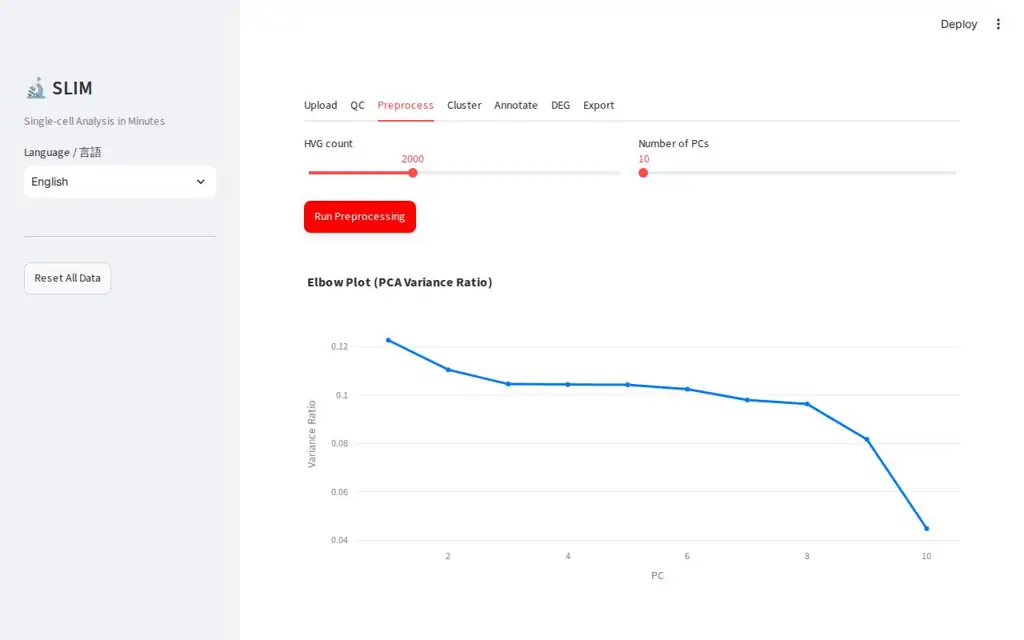 Deploy
SLIM
Single-cell Analysis in Minutes
Language / 言語
English
Reset All Data
Upload QC Preprocess Cluster Annotate DEG Export
HVG count
2000
Number of PCs
10
Run Preprocessing
Elbow Plot (PCA Variance Ratio)
Variance Ratio
0.12
0.1
0.08
0.06
0.04
2 4 6 8 10
PC